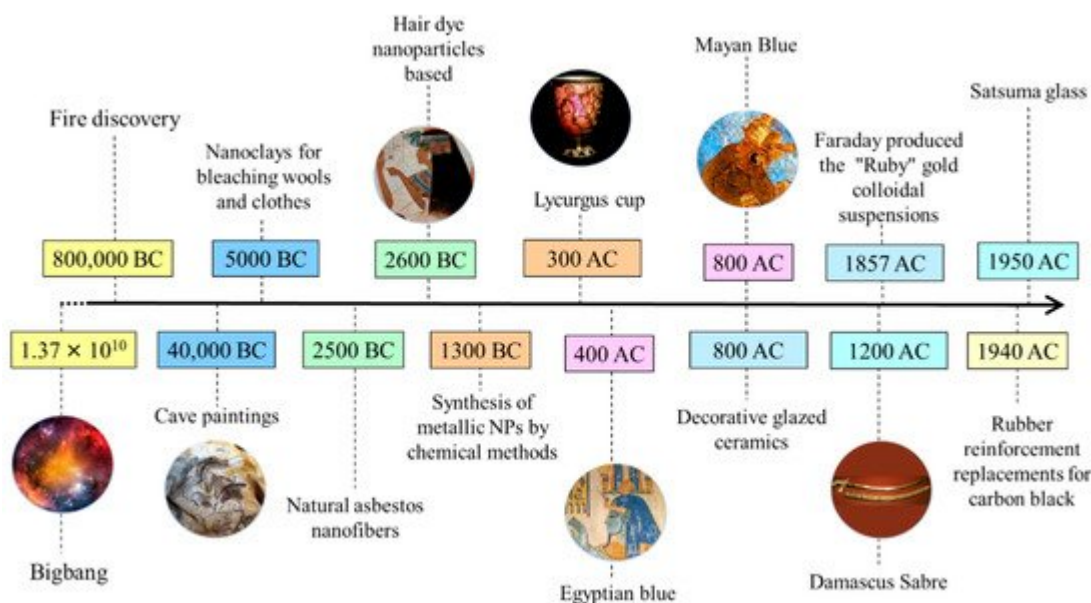 Hair dye
nanoparticles
based
Mayan Blue
Satsuma glass
Fire discovery
Nanoclays for
bleaching wools
and clothes
Lycurgus cup
Faraday produced
the "Ruby" gold
colloidal
suspensions
800,000 BC
5000 BC
2600 BC
300 AC
800 AC
1857 AC
1950 AC
1.37 × 10¹⁰
40,000 BC
2500 BC
1300 BC
400 AC
800 AC
1200 AC
1940 AC
Cave paintings
Synthesis of
metallic NPs by
chemical methods
Decorative glazed
ceramics
Rubber
reinforcement
replacements for
carbon black
Natural asbestos
nanofibers
Bigbang
Egyptian blue
Damascus Sabre